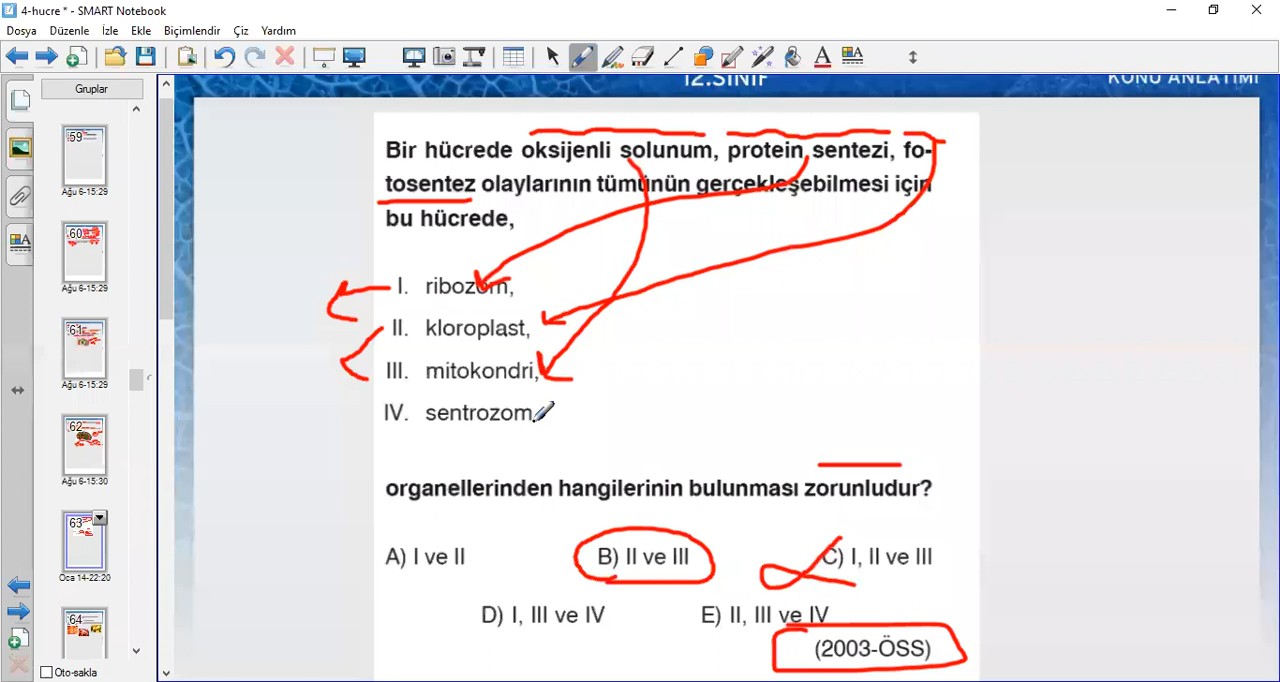 4-hucre * - SMART Notebook
Dosya Düzenle İzle Ekle Biçimlendir Çiz Yardım
Gruplar
12.SINIF
KONU ANLATIMI
59
Ağu 6-15:29
60
Ağu 6-15:29
61
Ağu 6-15:29
62
Ağu 6-15:30
63
Oca 14-22:20
64
Oto-sakla
Bir hücrede oksijenli solunum, protein sentezi, fo-
tosentez olaylarının tümünün gerçekleşebilmesi için
bu hücrede,
I. ribozom,
II. kloroplast,
III. mitokondri,
IV. sentrozom
organellerinden hangilerinin bulunması zorunludur?
A) I ve II B) II ve III C) I, II ve III
D) I, III ve IV E) II, III ve IV
(2003-ÖSS)